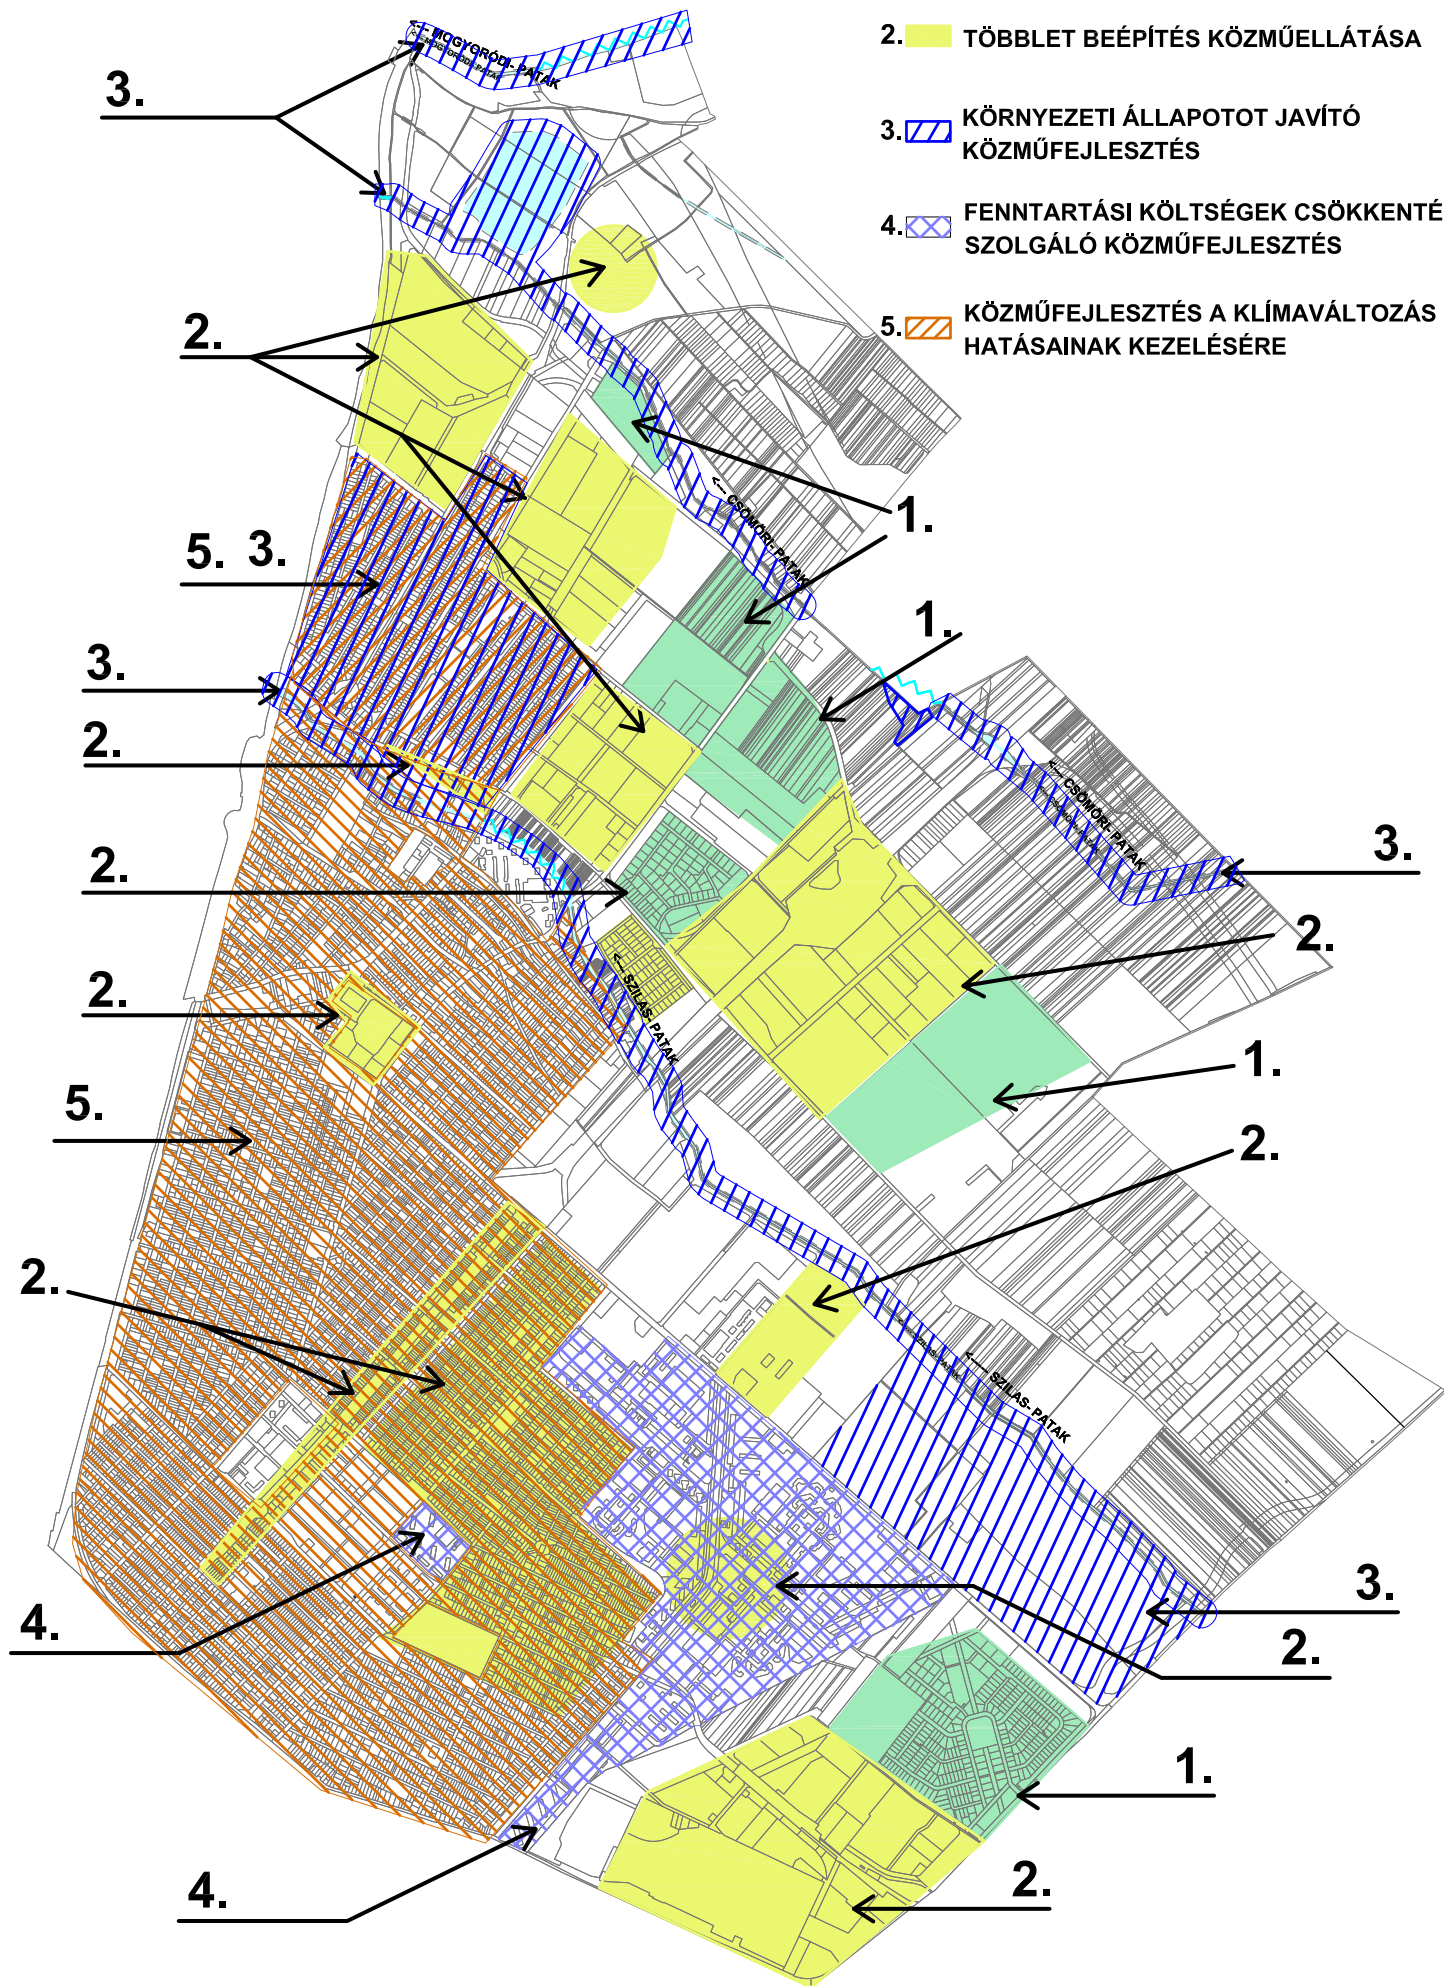 2. TÖBBLET BEÉPÍTÉS KÖZMŰELLÁTÁSA
3. KÖRNYEZETI ÁLLAPOTOT JAVÍTÓ
KÖZMŰFEJLESZTÉS
4. FENNTARTÁSI KÖLTSÉGEK CSÖKKENTÉ
SZOLGÁLÓ KÖZMŰFEJLESZTÉS
5. KÖZMŰFEJLESZTÉS A KLÍMAVÁLTOZÁS
HATÁSAINAK KEZELÉSÉRE
<--- MOGYORÓDI- PATAK
3.
2.
<--- CSÖMÖRI- PATAK
1.
5. 3.
1.
3.
2.
<--- CSÖMÖRI- PATAK
3.
2.
2.
<--- SZILAS- PATAK
2.
1.
5.
2.
2.
<---- SZILAS- PATAK
3.
4.
2.
1.
2.
4.